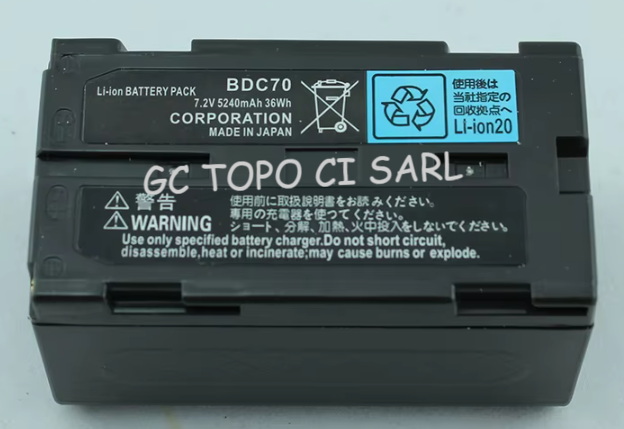 Li-ion BATTERY PACK
BDC70
7.2V 5240mAh 36Wh
CORPORATION
MADE IN JAPAN
使用後は
当社指定の
回収拠点へ
Li-ion20
GC TOPO CI SARL
警告
WARNING
使用前に取扱説明書をお読みください。
専用の充電器を使つてください。
ショート、分解、加熱、火中投入をしないでください。
Use only specified battery charger.Do not short circuit,
disassemble,heat or incinerate;may cause burns or explode.